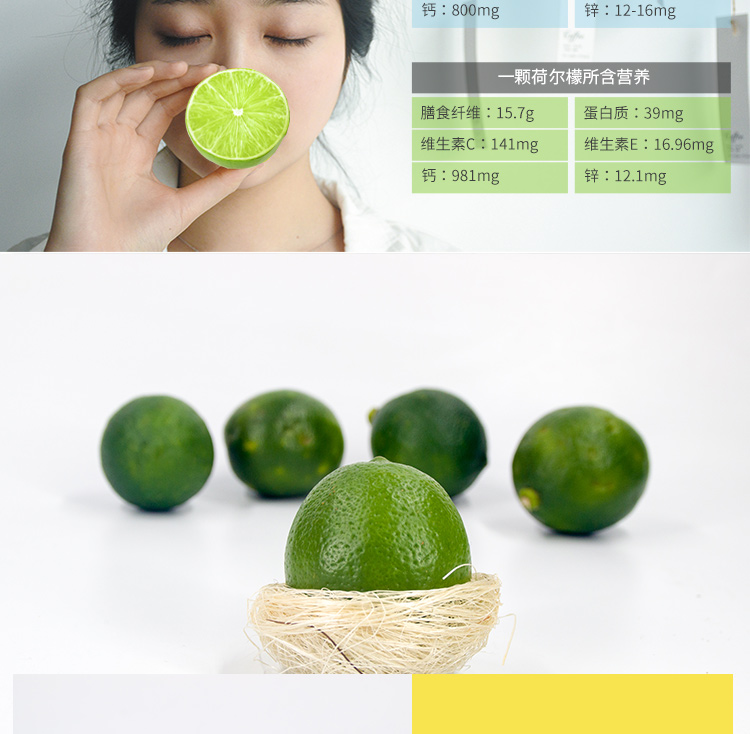 钙：800mg
锌：12-16mg
一颗荷尔檬所含营养
膳食纤维：15.7g
蛋白质：39mg
维生素C：141mg
维生素E：16.96mg
钙：981mg
锌：12.1mg